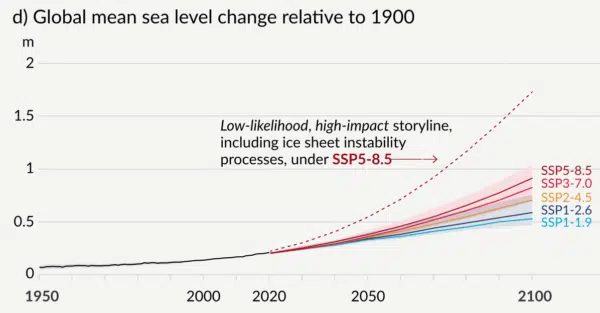 d) Global mean sea level change relative to 1900
m
2
1.5
Low-likelihood, high-impact storyline,
including ice sheet instability
processes, under SSP5-8.5
1
SSP5-8.5
SSP3-7.0
SSP2-4.5
SSP1-2.6
SSP1-1.9
0.5
0
1950 2000 2020 2050 2100